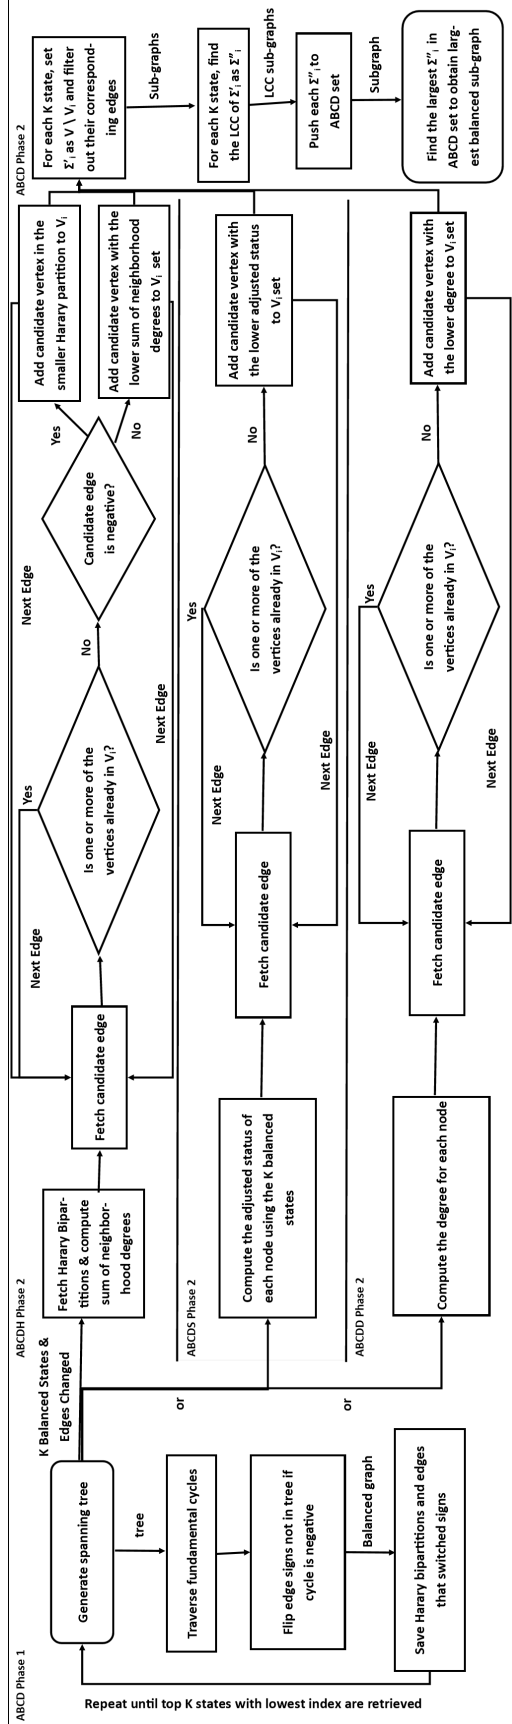 ABCD Phase 1
Generate spanning tree
tree
Traverse fundamental cycles
Flip edge signs not in tree if
cycle is negative
Balanced graph
Save Harary bipartitions and edges
that switched signs
Repeat until top K states with lowest index are retrieved
K Balanced States &
Edges Changed
or
or
ABCDH Phase 2
Fetch Harary Bipar-
titions & compute
sum of neighbor-
hood degrees
Fetch candidate edge
Next Edge
Yes
Is one or more of the
vertices already in Vi?
No
Next Edge
Next Edge
Candidate edge
is negative?
Yes
No
Add candidate vertex in the
smaller Harary partition to Vi
Add candidate vertex with the
lower sum of neighborhood
degrees to Vi set
ABCDS Phase 2
Compute the adjusted status of
each node using the K balanced
states
Fetch candidate edge
Next Edge
Yes
Is one or more of the
vertices already in Vi?
Next Edge
No
Add candidate vertex with
the lower adjusted status
to Vi set
ABCDD Phase 2
Compute the degree for each node
Fetch candidate edge
Next Edge
Yes
Is one or more of the
vertices already in Vi?
Next Edge
No
Add candidate vertex with
the lower degree to Vi set
ABCD Phase 2
For each K state, set
Σ'i as V \ Vi and filter
out their correspond-
ing edges
Sub-graphs
For each K state, find
the LCC of Σ'i as Σ''i
LCC sub-graphs
Push each Σ''i to
ABCD set
Subgraph
Find the largest Σ''i in
ABCD set to obtain larg-
est balanced sub-graph